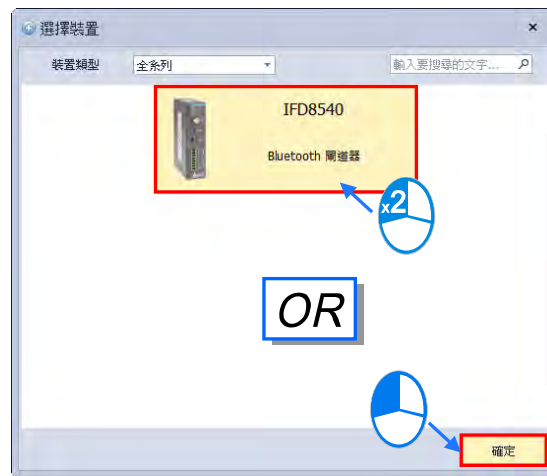 選擇裝置
裝置類型 全系列 輸入要搜尋的文字...
IFD8540
Bluetooth 閘道器
x2
OR
確定